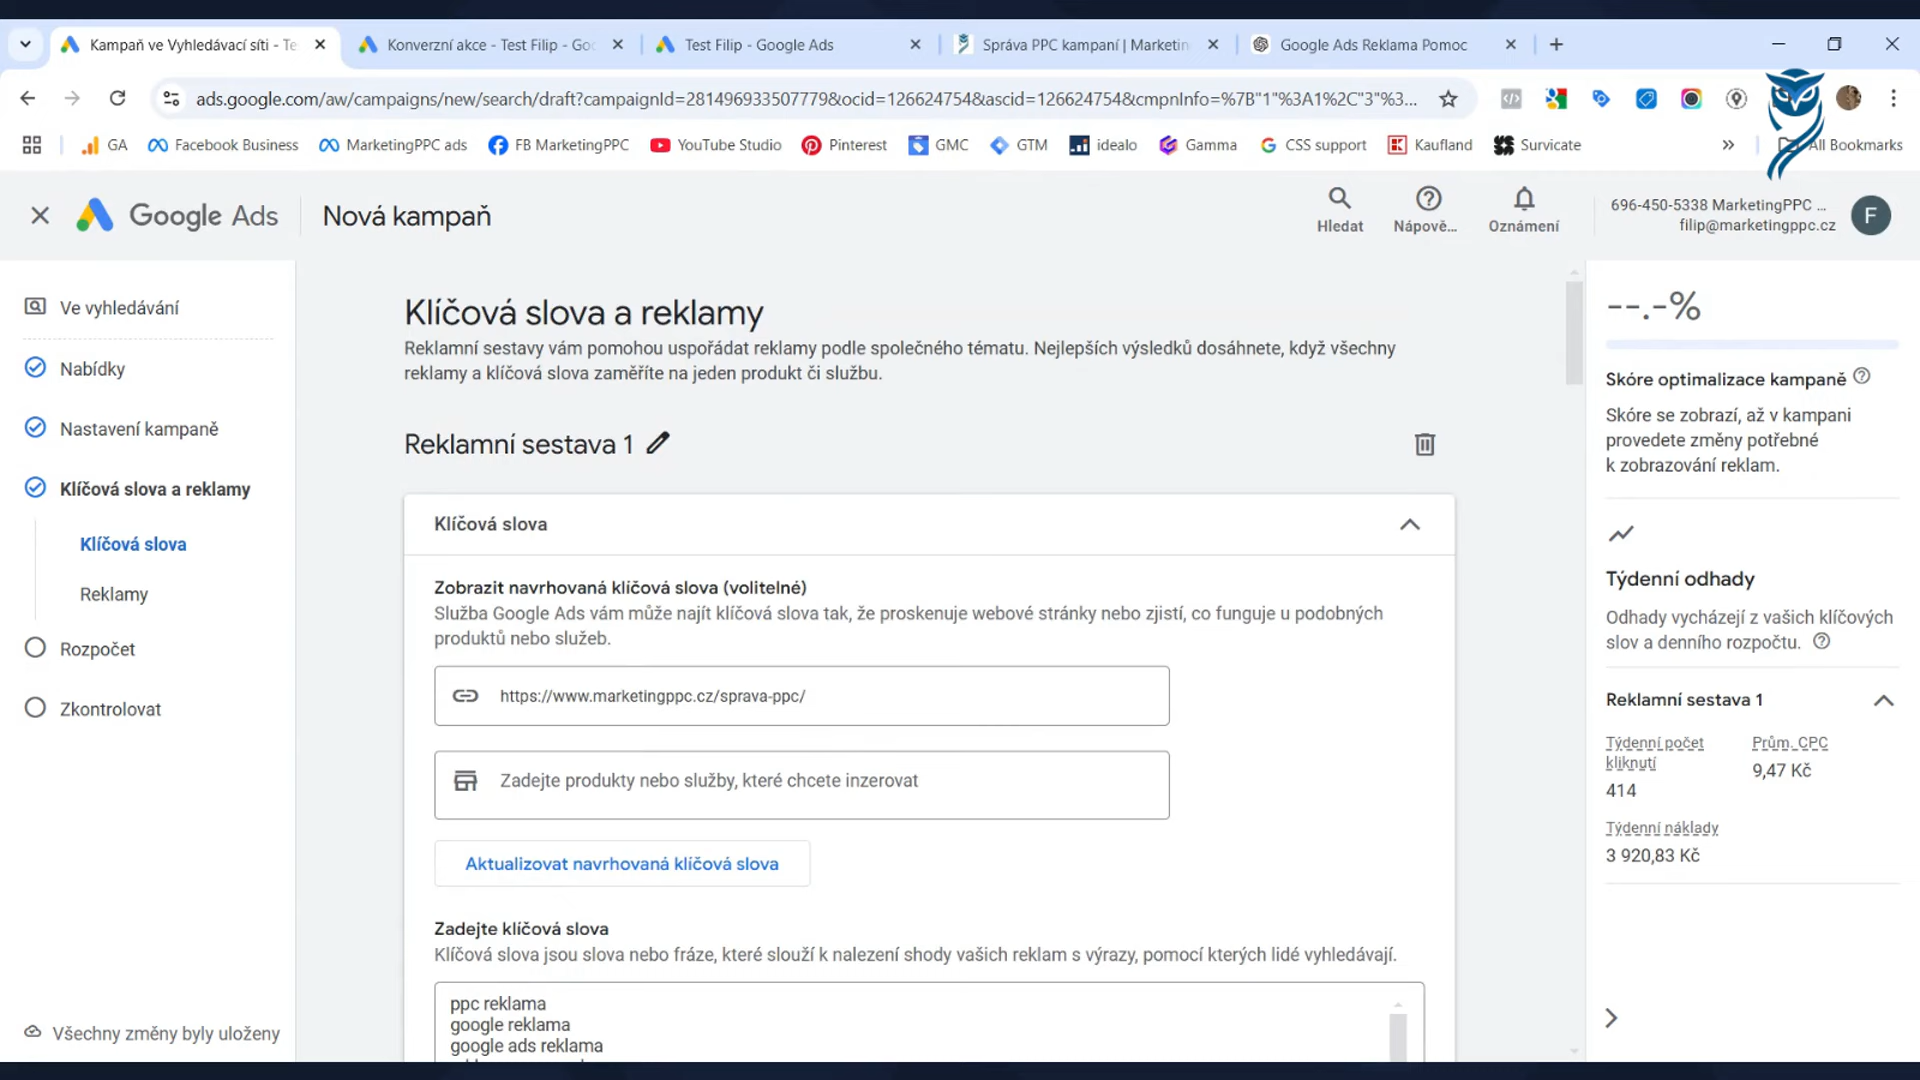 Kampaň ve Vyhledávací síti - Te
Konverzní akce - Test Filip - Goo
Test Filip - Google Ads
Správa PPC kampaní | Marketin
Google Ads Reklama Pomoc
ads.google.com/aw/campaigns/new/search/draft?campaignId=281496933507779&ocid=126624754&ascid=126624754&cmpnInfo=%7B"1"%3A1%2C"3"%3...
GA
Facebook Business
MarketingPPC ads
FB MarketingPPC
YouTube Studio
Pinterest
GMC
GTM
idealo
Gamma
CSS support
Kaufland
Survicate
All Bookmarks
Google Ads
Nová kampaň
Hledat
Nápově...
Oznámení
696-450-5338 MarketingPPC ...
filip@marketingppc.cz
F
Ve vyhledávání
Nabídky
Nastavení kampaně
Klíčová slova a reklamy
Klíčová slova
Reklamy
Rozpočet
Zkontrolovat
Všechny změny byly uloženy
Klíčová slova a reklamy
Reklamní sestavy vám pomohou uspořádat reklamy podle společného tématu. Nejlepších výsledků dosáhnete, když všechny
reklamy a klíčová slova zaměříte na jeden produkt či službu.
Reklamní sestava 1
Klíčová slova
Zobrazit navrhovaná klíčová slova (volitelné)
Služba Google Ads vám může najít klíčová slova tak, že proskenuje webové stránky nebo zjistí, co funguje u podobných
produktů nebo služeb.
https://www.marketingppc.cz/sprava-ppc/
Zadejte produkty nebo služby, které chcete inzerovat
Aktualizovat navrhovaná klíčová slova
Zadejte klíčová slova
Klíčová slova jsou slova nebo fráze, které slouží k nalezení shody vašich reklam s výrazy, pomocí kterých lidé vyhledávají.
ppc reklama
google reklama
google ads reklama
--.-%
Skóre optimalizace kampaně
Skóre se zobrazí, až v kampani
provedete změny potřebné
k zobrazování reklam.
Týdenní odhady
Odhady vycházejí z vašich klíčových
slov a denního rozpočtu.
Reklamní sestava 1
Týdenní počet
kliknutí
414
Prům. CPC
9,47 Kč
Týdenní náklady
3 920,83 Kč